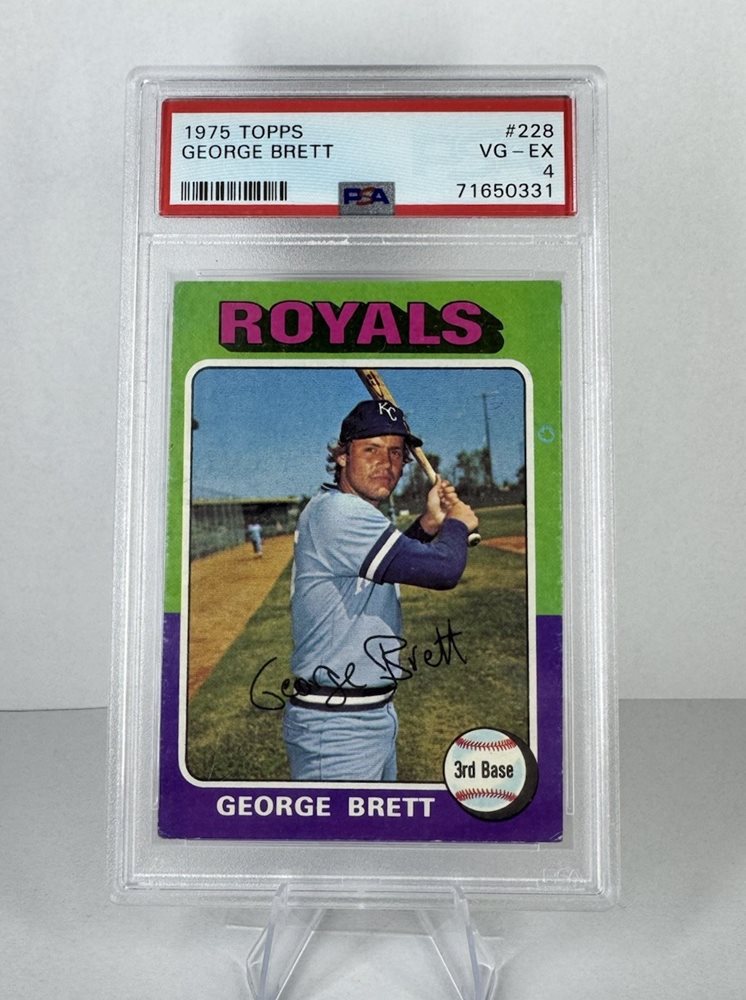 1975 TOPPS #228
GEORGE BRETT VG-EX
4
PSA 71650331
ROYALS
KC
George Brett
3rd Base
GEORGE BRETT